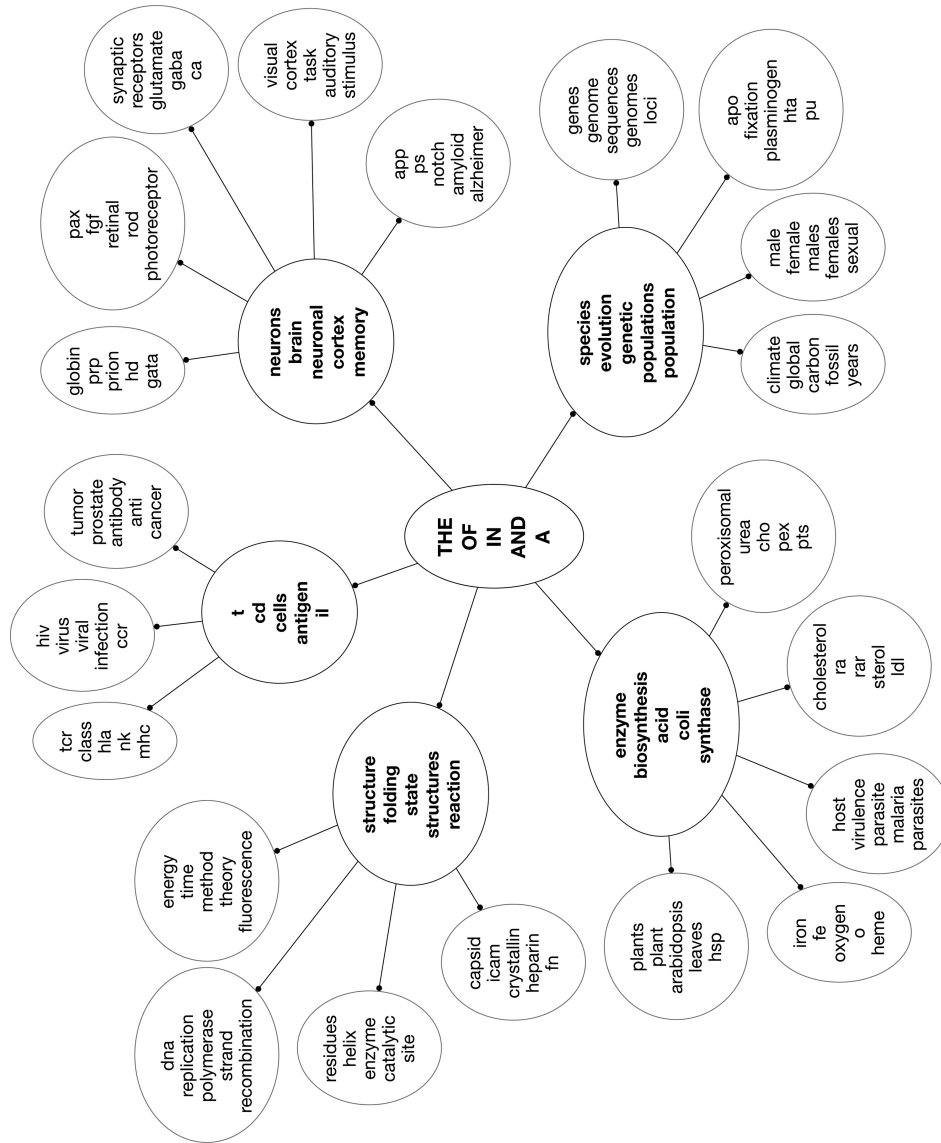 THE
OF
IN
AND
A
neurons
brain
neuronal
cortex
memory
globin
prp
prion
hd
gata
pax
fgf
retinal
rod
photoreceptor
synaptic
receptors
glutamate
gaba
ca
visual
cortex
task
auditory
stimulus
app
ps
notch
amyloid
alzheimer
species
evolution
genetic
populations
population
genes
genome
sequences
genomes
loci
apo
fixation
plasminogen
hta
pu
male
female
males
females
sexual
climate
global
carbon
fossil
years
enzyme
biosynthesis
acid
coli
synthase
peroxisomal
urea
cho
pex
pts
cholesterol
ra
rar
sterol
ldl
host
virulence
parasite
malaria
parasites
iron
fe
oxygen
o
heme
plants
plant
arabidopsis
leaves
hsp
structure
folding
state
structures
reaction
capsid
icam
crystallin
heparin
fn
residues
helix
enzyme
catalytic
site
dna
replication
polymerase
strand
recombination
energy
time
method
theory
fluorescence
t
cd
cells
antigen
il
tcr
class
hla
nk
mhc
hiv
virus
viral
infection
ccr
tumor
prostate
antibody
anti
cancer